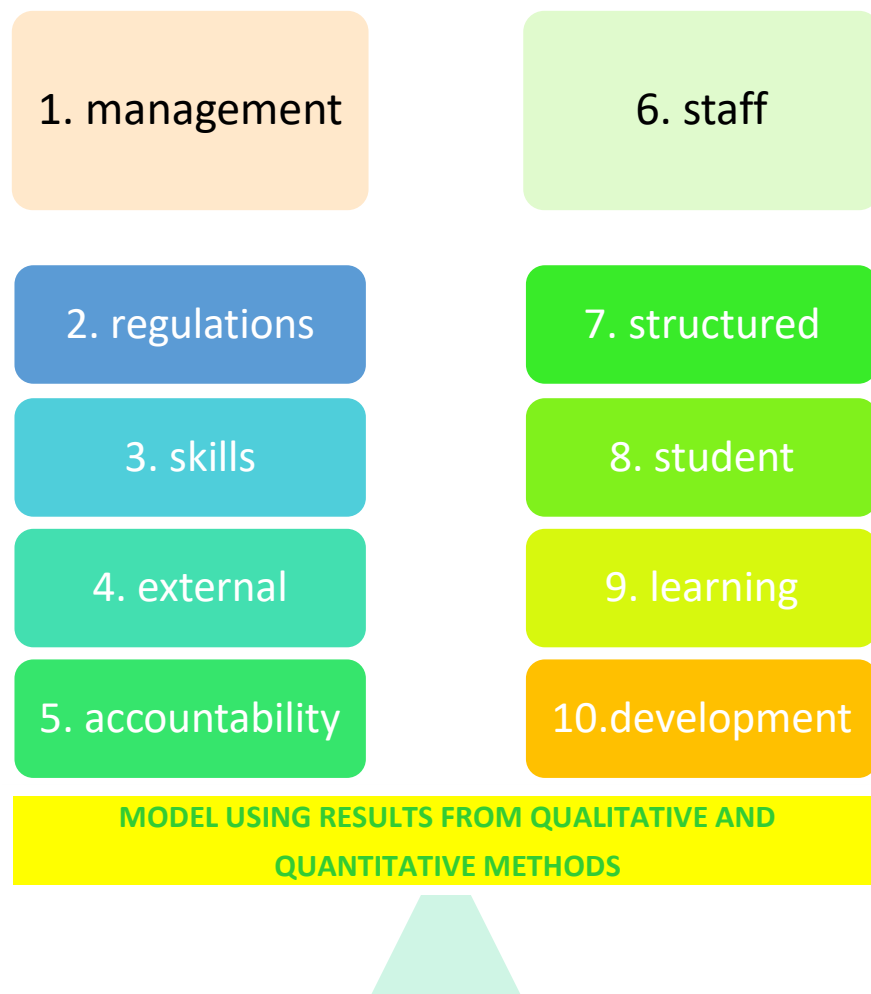 1. management
2. regulations
3. skills
4. external
5. accountability
6. staff
7. structured
8. student
9. learning
10.development
MODEL USING RESULTS FROM QUALITATIVE AND
QUANTITATIVE METHODS